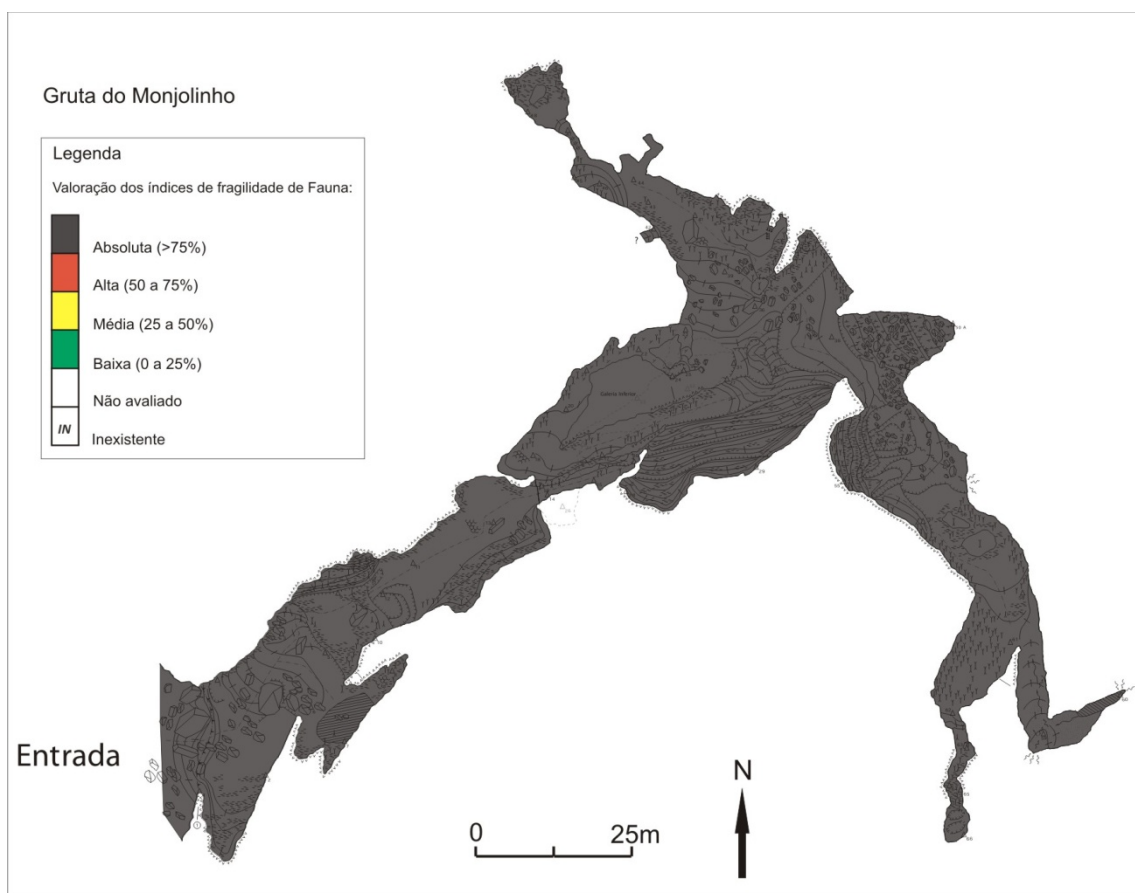 Gruta do Monjolinho
Legenda
Valoração dos índices de fragilidade de Fauna:
Absoluta (>75%)
Alta (50 a 75%)
Média (25 a 50%)
Baixa (0 a 25%)
Não avaliado
IN Inexistente
?
Entrada
N
0 25m